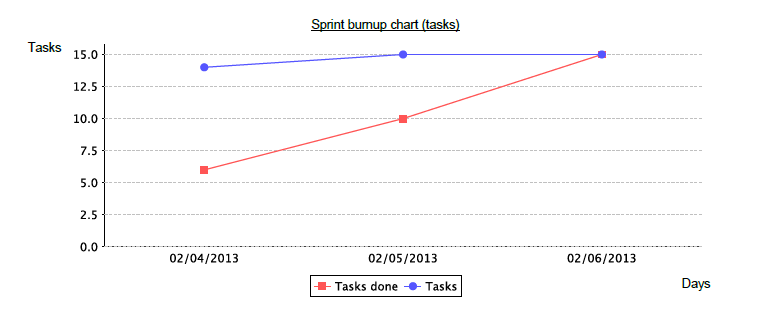 Sprint burnup chart (tasks)
Tasks
15.0
12.5
10.0
7.5
5.0
2.5
0.0
02/04/2013 02/05/2013 02/06/2013
Days
Tasks done Tasks